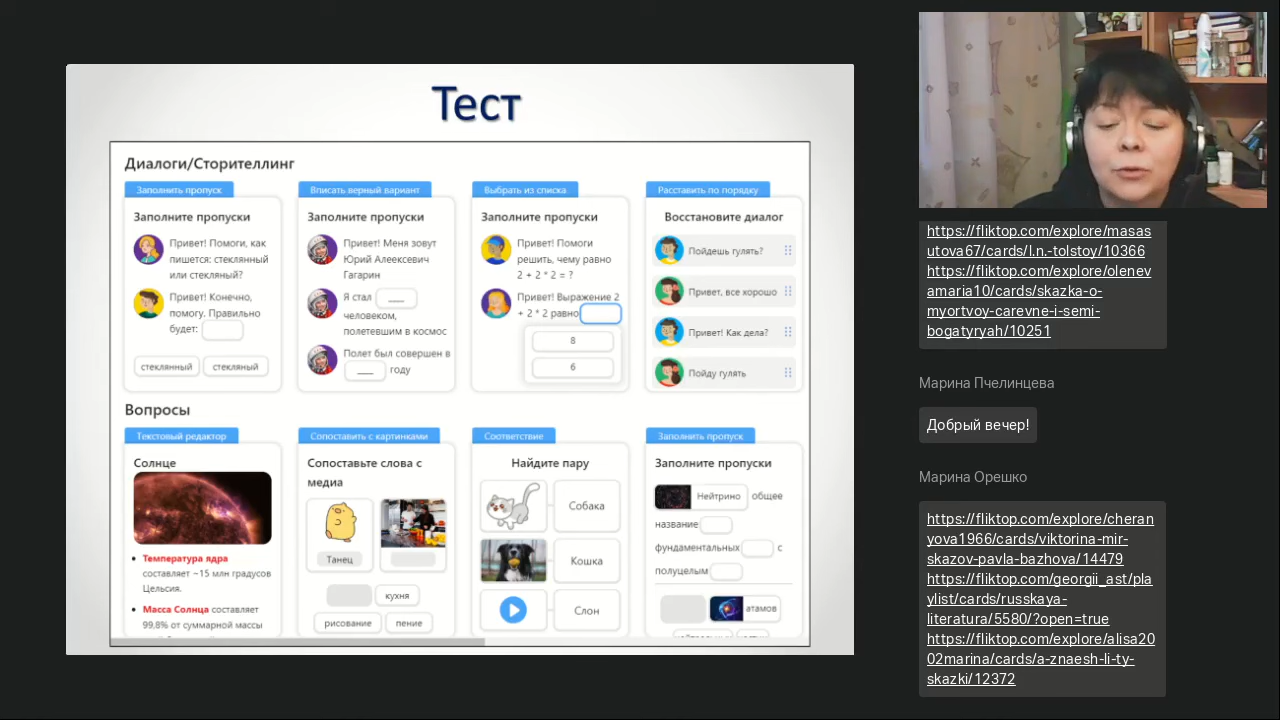 Тест
Диалоги/Сторителлинг
Заполнить пропуск
Заполните пропуски
Привет! Помоги, как
пишется: стеклянный
или стекляный?
Привет! Конечно,
помогу. Правильно
будет:
стеклянный
стекляный
Вписать верный вариант
Заполните пропуски
Привет! Меня зовут
Юрий Алеексевич
Гагарин
Я стал ____
человеком,
полетевшим в космос
Полет был совершен в
____ году
Выбрать из списка
Заполните пропуски
Привет! Помоги
решить, чему равно
2 + 2 * 2 = ?
Привет! Выражение 2
+ 2 * 2 равно
8
6
Расставить по порядку
Восстановите диалог
Пойдешь гулять?
Привет, все хорошо
Привет! Как дела?
Пойду гулять
Вопросы
Текстовый редактор
Солнце
Температура ядра
составляет ~15 млн градусов
Цельсия.
Масса Солнца составляет
99,8% от суммарной массы
Сопоставить с картинками
Сопоставьте слова с
медиа
Танец
кухня
рисование
пение
Соответствие
Найдите пару
Собака
Кошка
Слон
Заполнить пропуск
Заполните пропуски
Нейтрино общее
название
фундаментальных с
полуцелым
атамов
https://fliktop.com/explore/masas
utova67/cards/l.n.-tolstoy/10366
https://fliktop.com/explore/olenev
amaria10/cards/skazka-o-
myortvoy-carevne-i-semi-
bogatyryah/10251
Марина Пчелинцева
Добрый вечер!
Марина Орешко
https://fliktop.com/explore/cheran
yova1966/cards/viktorina-mir-
skazov-pavla-bazhova/14479
https://fliktop.com/georgii_ast/pla
ylist/cards/russkaya-
literatura/5580/?open=true
https://fliktop.com/explore/alisa20
02marina/cards/a-znaesh-li-ty-
skazki/12372